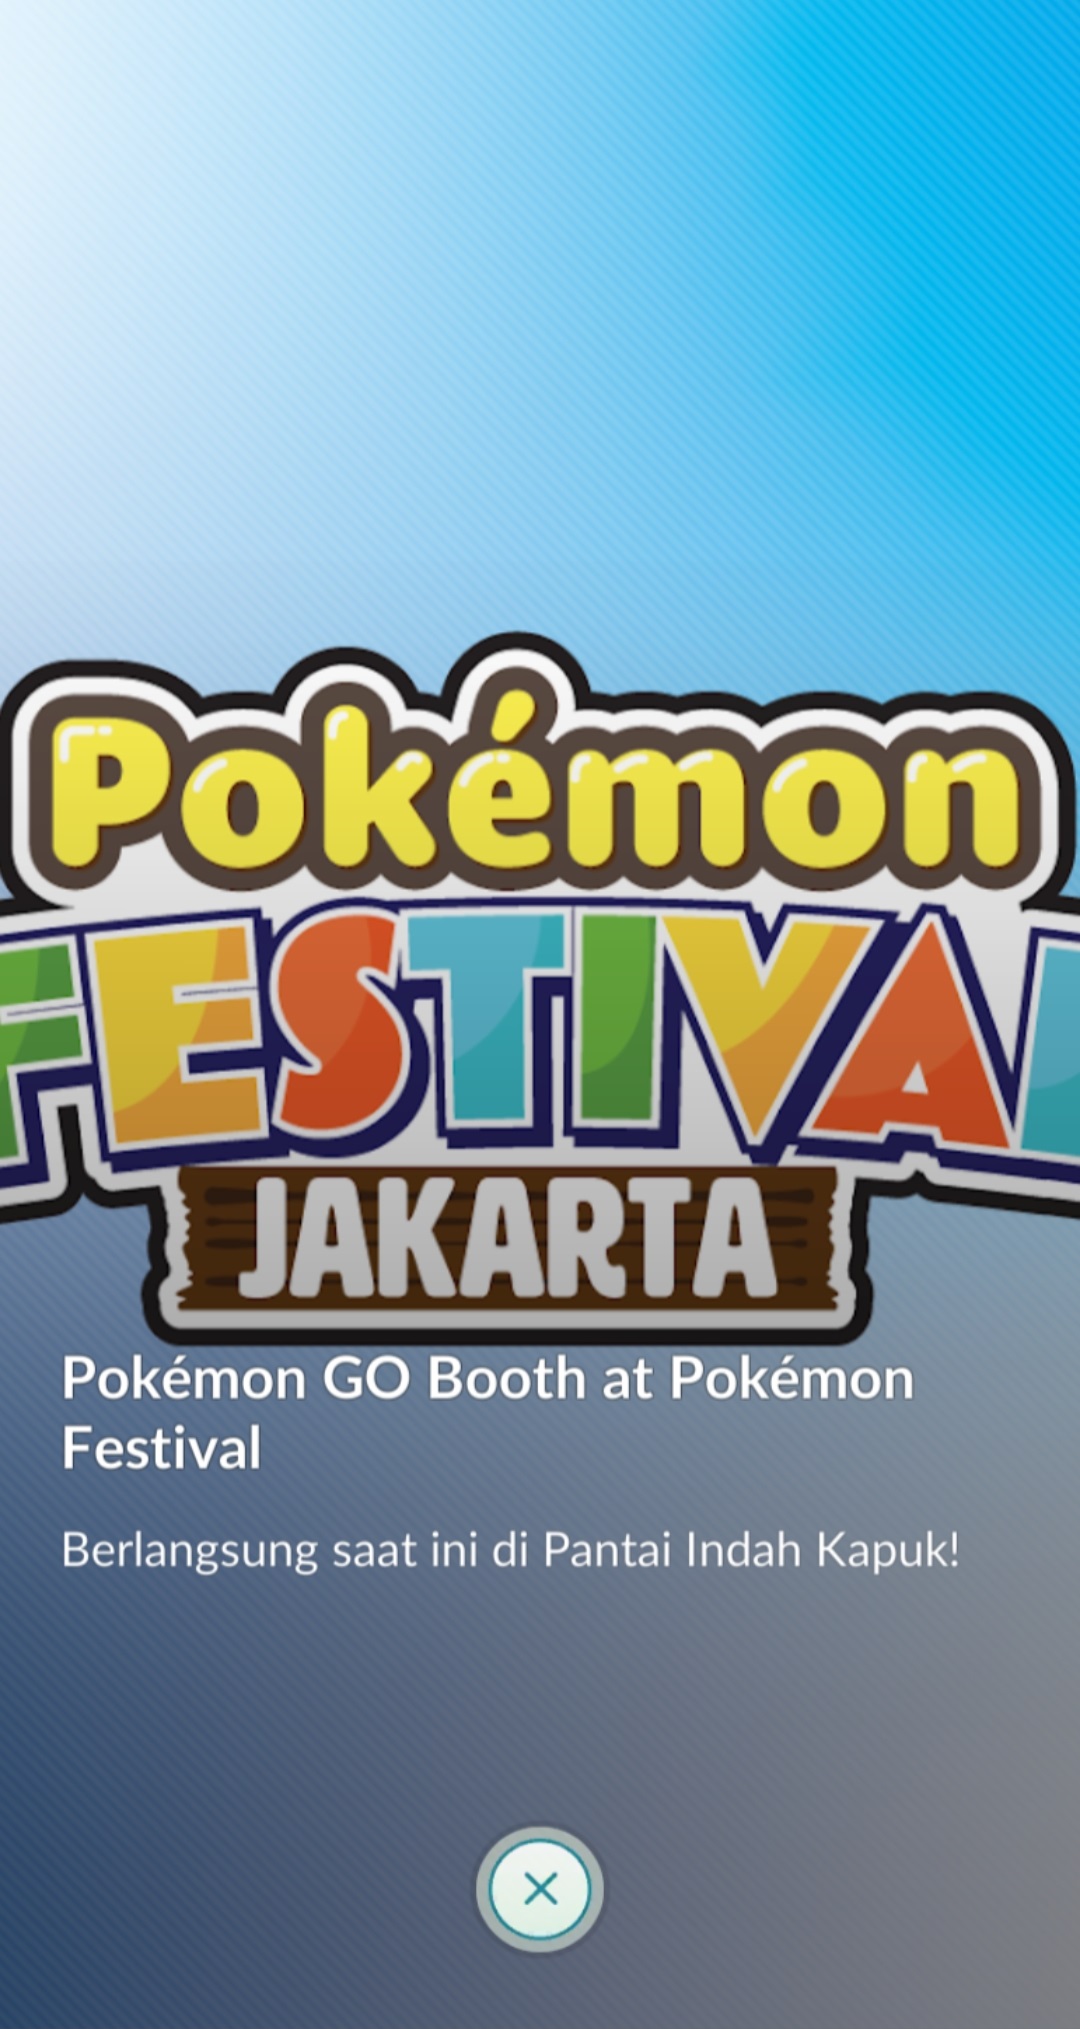 Pokémon
FESTIVAL
JAKARTA
Pokémon GO Booth at Pokémon
Festival
Berlangsung saat ini di Pantai Indah Kapuk!